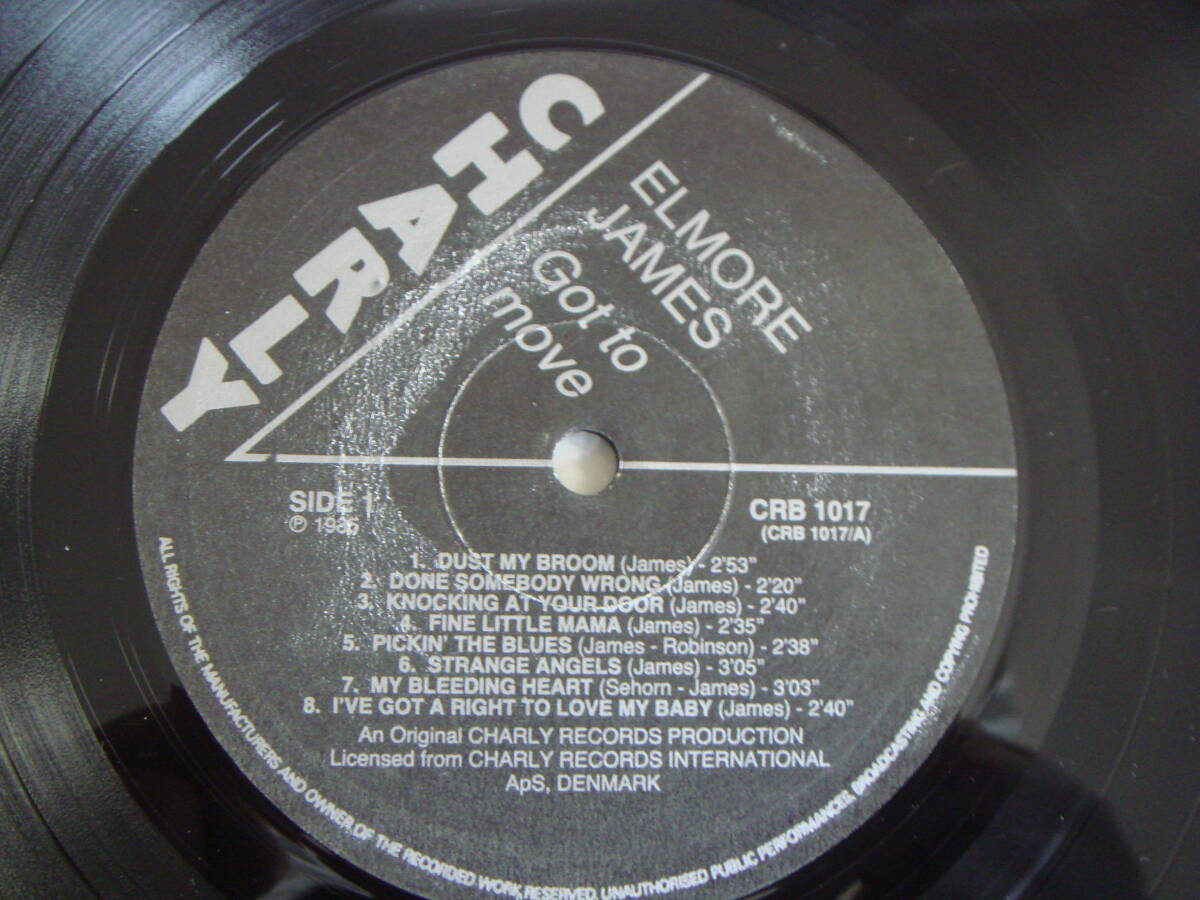 CHARLY
ELMORE
JAMES
Got to
move
SIDE 1
CRB 1017
(CRB 1017/A)
1. DUST MY BROOM (James) - 2'53"
2. DONE SOMEBODY WRONG (James) - 2'20"
3. KNOCKING AT YOUR DOOR (James) - 2'40"
4. FINE LITTLE MAMA (James) - 2'35"
5. PICKIN' THE BLUES (James - Robinson) - 2'38"
6. STRANGE ANGELS (James) - 3'05"
7. MY BLEEDING HEART (Sehorn - James) - 3'03"
8. I'VE GOT A RIGHT TO LOVE MY BABY (James) - 2'40"
An Original CHARLY RECORDS PRODUCTION
Licensed from CHARLY RECORDS INTERNATIONAL
ApS, DENMARK
ALL RIGHTS OF THE MANUFACTURERS AND OWNER OF THE RECORDED WORK RESERVED. UNAUTHORISED PUBLIC PERFORMANCES, BROADCASTING AND COPYING PROHIBITED